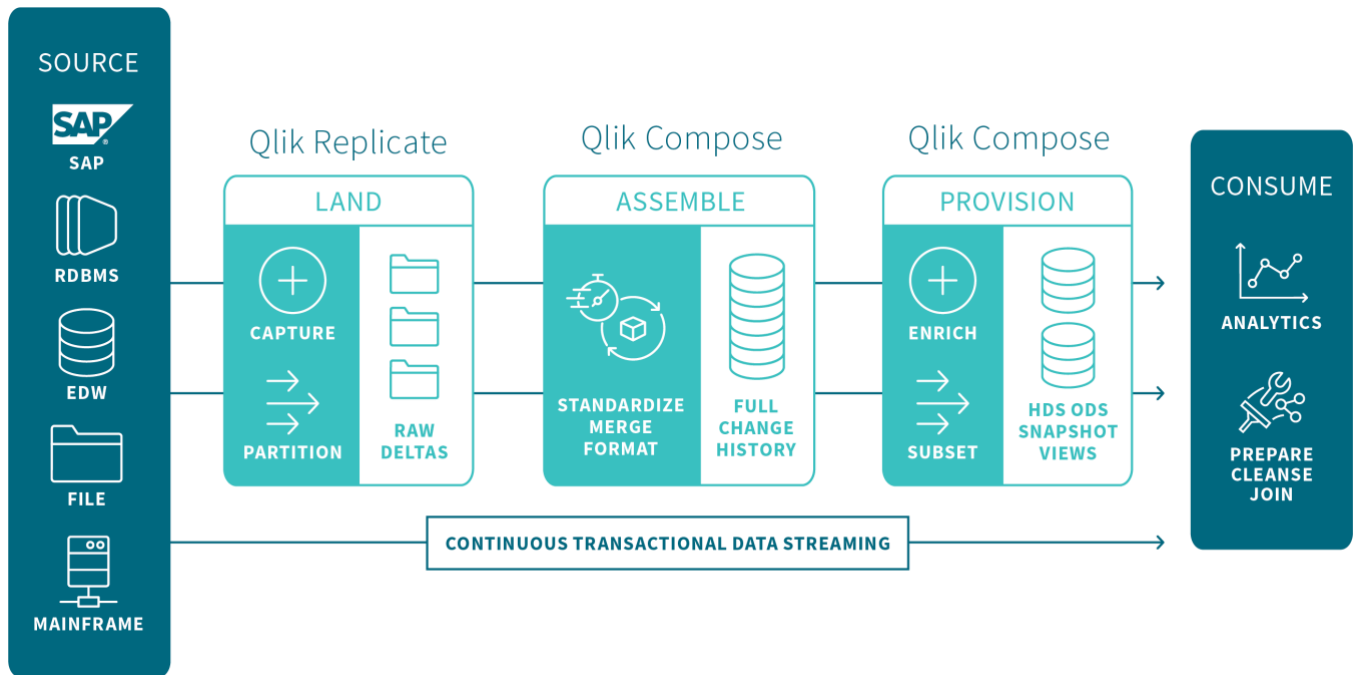 SOURCE
SAP
®
SAP
RDBMS
EDW
FILE
MAINFRAME
Qlik Replicate
LAND
CAPTURE
PARTITION
RAW
DELTAS
Qlik Compose
ASSEMBLE
STANDARDIZE
MERGE
FORMAT
FULL
CHANGE
HISTORY
Qlik Compose
PROVISION
ENRICH
SUBSET
HDS ODS
SNAPSHOT
VIEWS
CONTINUOUS TRANSACTIONAL DATA STREAMING
CONSUME
ANALYTICS
PREPARE
CLEANSE
JOIN